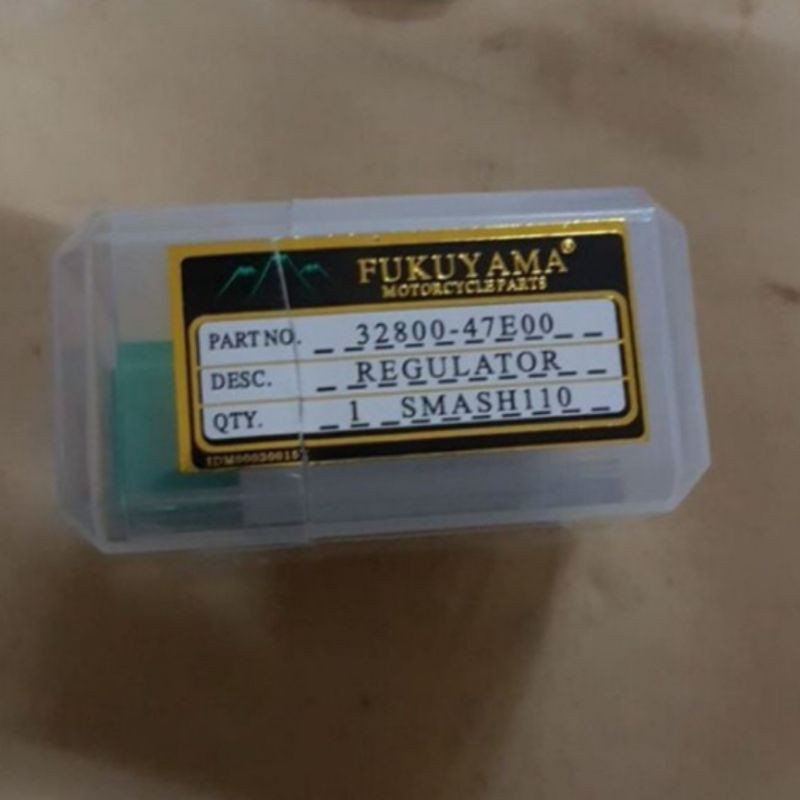 FUKUYAMA®
MOTORCYCLE PARTS
PART NO. 32800-47E00
DESC. REGULATOR
QTY. 1 SMASH110